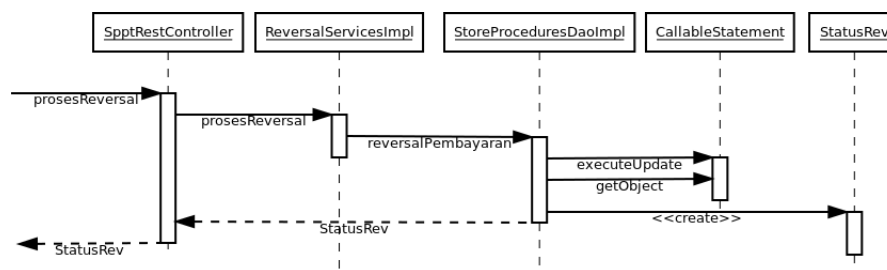 SpptRestController
ReversalServicesImpl
StoreProceduresDaoImpl
CallableStatement
StatusRev
prosesReversal
prosesReversal
reversalPembayaran
executeUpdate
getObject
<<create>>
StatusRev
StatusRev